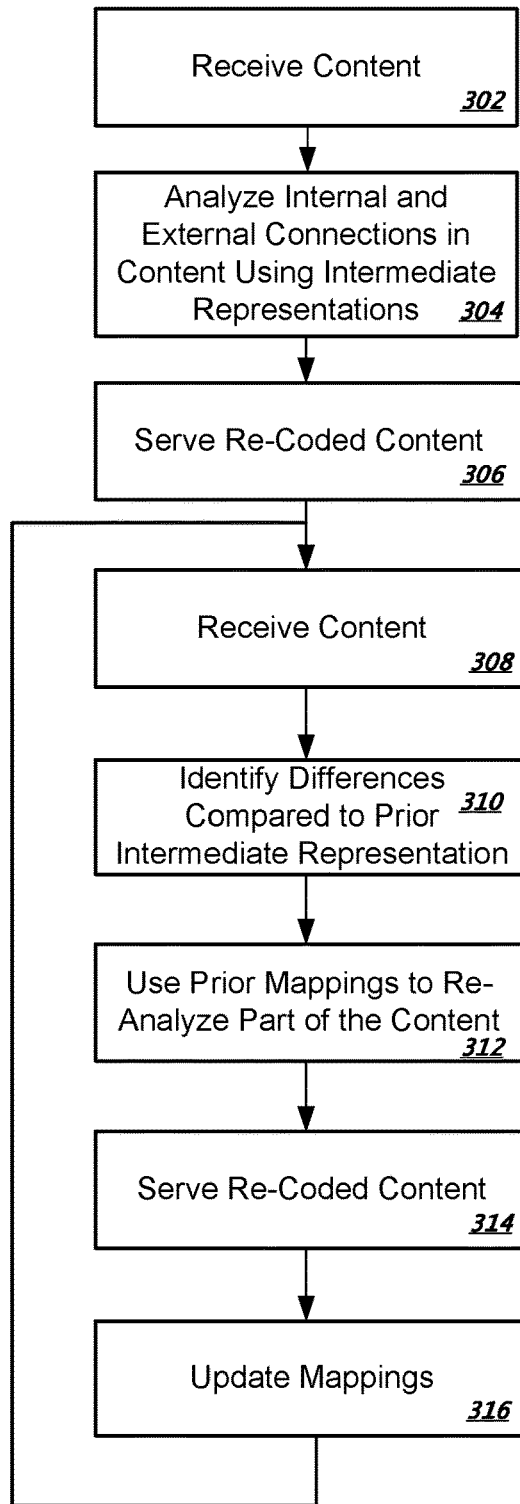 Receive Content
302
Analyze Internal and
External Connections in
Content Using Intermediate
Representations 304
Serve Re-Coded Content
306
Receive Content
308
Identify Differences
Compared to Prior 310
Intermediate Representation
Use Prior Mappings to Re-
Analyze Part of the Content
312
Serve Re-Coded Content
314
Update Mappings
316